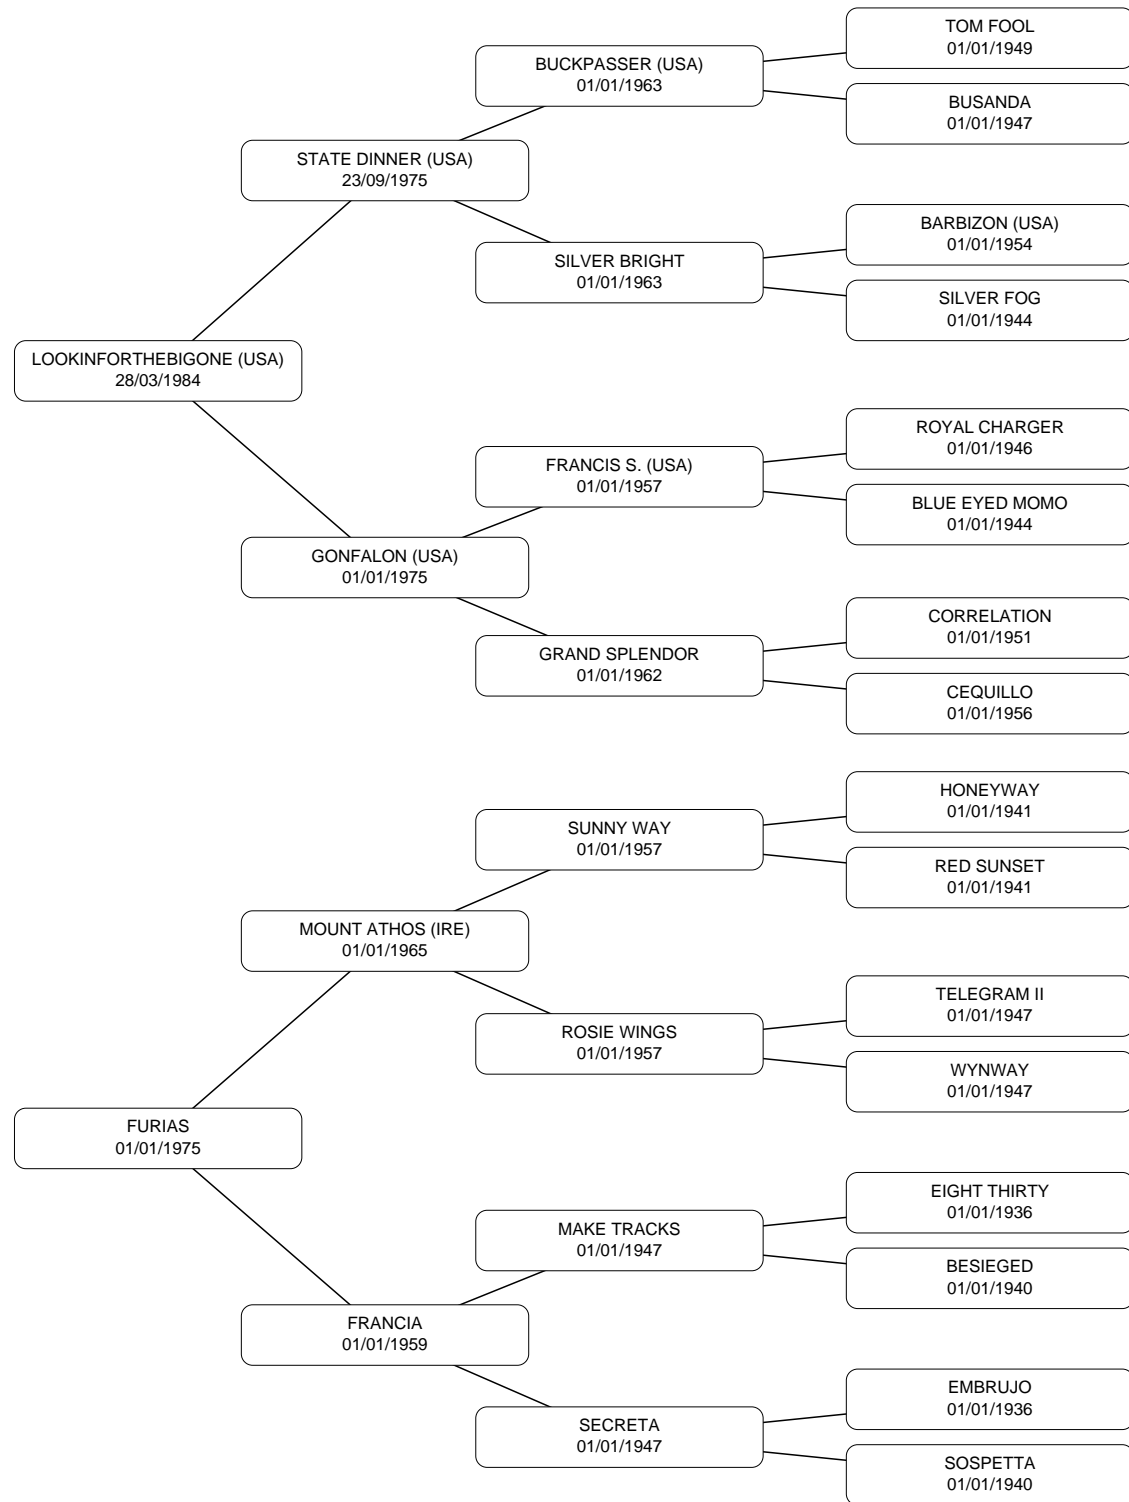 TOM FOOL
01/01/1949
BUCKPASSER (USA)
01/01/1963
BUSANDA
01/01/1947
STATE DINNER (USA)
23/09/1975
BARBIZON (USA)
01/01/1954
SILVER BRIGHT
01/01/1963
SILVER FOG
01/01/1944
LOOKINFORTHEBIGONE (USA)
28/03/1984
ROYAL CHARGER
01/01/1946
FRANCIS S. (USA)
01/01/1957
BLUE EYED MOMO
01/01/1944
GONFALON (USA)
01/01/1975
CORRELATION
01/01/1951
GRAND SPLENDOR
01/01/1962
CEQUILLO
01/01/1956
HONEYWAY
01/01/1941
SUNNY WAY
01/01/1957
RED SUNSET
01/01/1941
MOUNT ATHOS (IRE)
01/01/1965
TELEGRAM II
01/01/1947
ROSIE WINGS
01/01/1957
WYNWAY
01/01/1947
FURIAS
01/01/1975
EIGHT THIRTY
01/01/1936
MAKE TRACKS
01/01/1947
BESIEGED
01/01/1940
FRANCIA
01/01/1959
EMBRUJO
01/01/1936
SECRETA
01/01/1947
SOSPETTA
01/01/1940